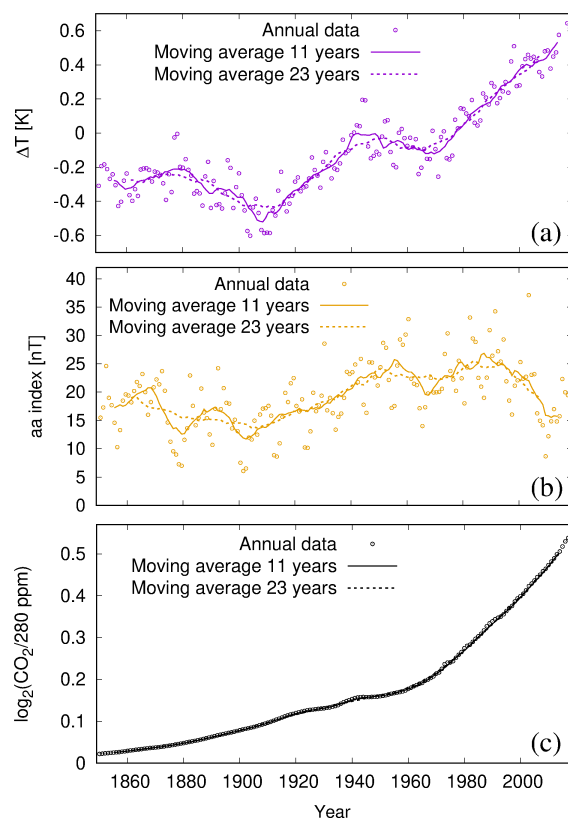 0.6
0.4
0.2
0
-0.2
-0.4
-0.6
ΔT [K]
Annual data
Moving average 11 years
Moving average 23 years
(a)
40
35
30
25
20
15
10
5
0
aa index [nT]
Annual data
Moving average 11 years
Moving average 23 years
(b)
0.5
0.4
0.3
0.2
0.1
0
log₂(CO₂/280 ppm)
Annual data
Moving average 11 years
Moving average 23 years
(c)
1860 1880 1900 1920 1940 1960 1980 2000
Year